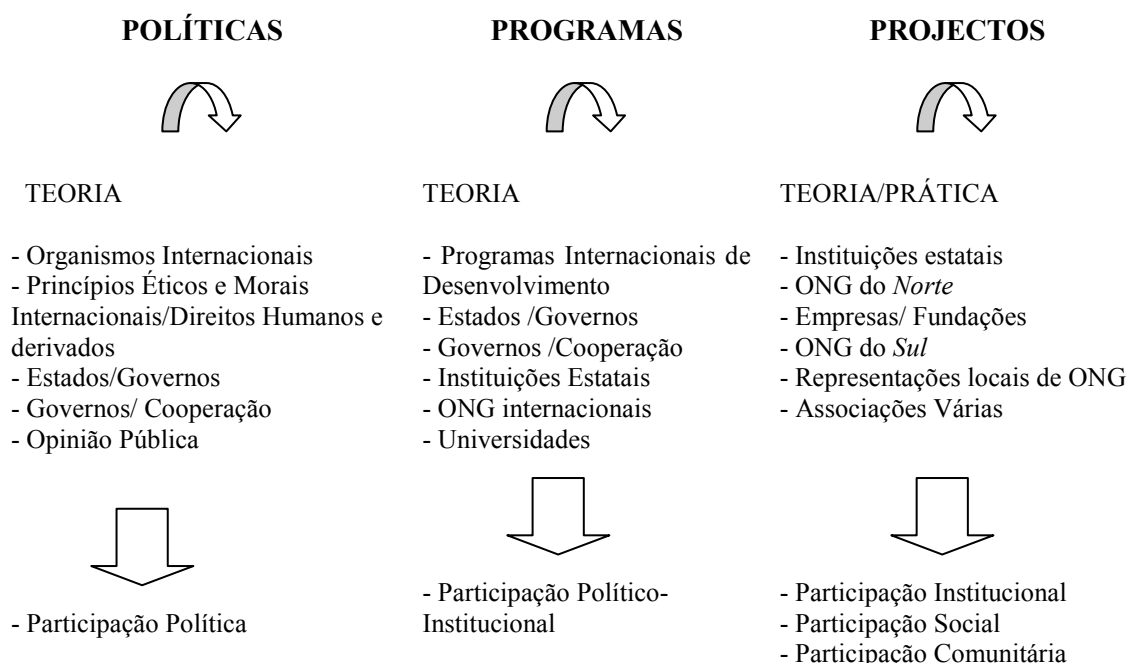 POLÍTICAS
PROGRAMAS
PROJECTOS
TEORIA
- Organismos Internacionais
- Princípios Éticos e Morais
Internacionais/Direitos Humanos e
derivados
- Estados/Governos
- Governos/ Cooperação
- Opinião Pública
- Participação Política
TEORIA
- Programas Internacionais de
Desenvolvimento
- Estados /Governos
- Governos /Cooperação
- Instituições Estatais
- ONG internacionais
- Universidades
- Participação Político-
Institucional
TEORIA/PRÁTICA
- Instituições estatais
- ONG do Norte
- Empresas/ Fundações
- ONG do Sul
- Representações locais de ONG
- Associações Várias
- Participação Institucional
- Participação Social
- Participação Comunitária